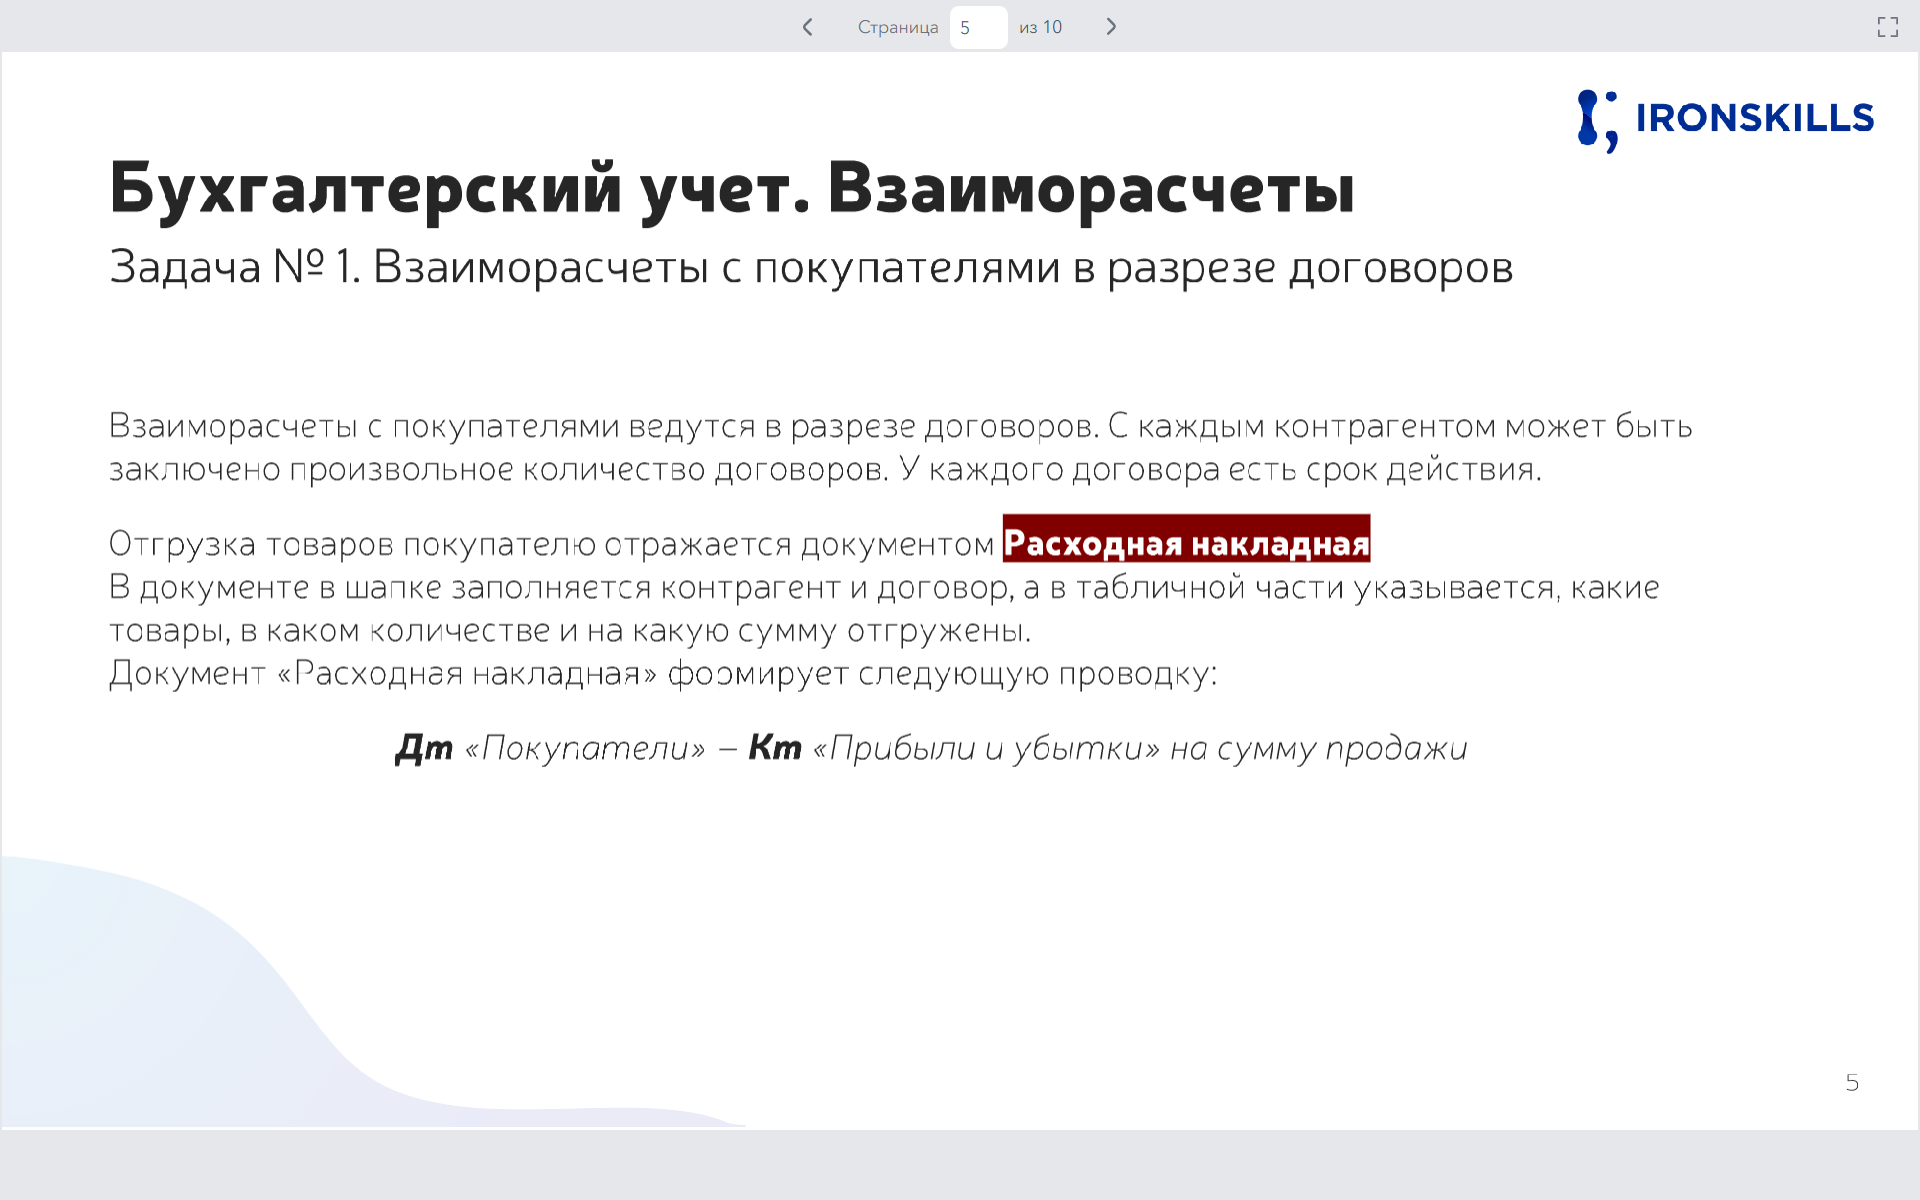 Страница 5 из 10
IRONSKILLS
Бухгалтерский учет. Взаиморасчеты
Задача № 1. Взаиморасчеты с покупателями в разрезе договоров
Взаиморасчеты с покупателями ведутся в разрезе договоров. С каждым контрагентом может быть
заключено произвольное количество договоров. У каждого договора есть срок действия.
Отгрузка товаров покупателю отражается документом Расходная накладная
В документе в шапке заполняется контрагент и договор, а в табличной части указывается, какие
товары, в каком количестве и на какую сумму отгружены.
Документ «Расходная накладная» формирует следующую проводку:
Дт «Покупатели» – Кт «Прибыли и убытки» на сумму продажи
5